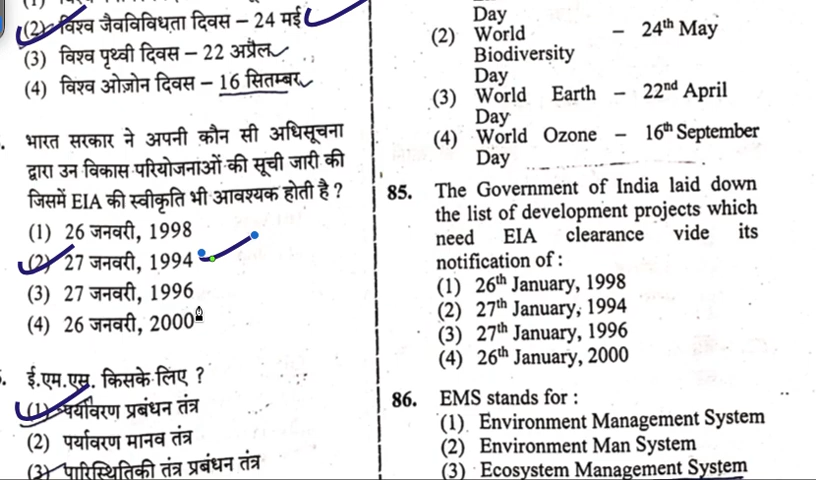 (2) विश्व जैवविविधता दिवस – 24 मई
(3) विश्व पृथ्वी दिवस – 22 अप्रैल
(4) विश्व ओज़ोन दिवस – 16 सितम्बर
भारत सरकार ने अपनी कौन सी अधिसूचना
द्वारा उन विकास परियोजनाओं की सूची जारी की
जिसमें EIA की स्वीकृति भी आवश्यक होती है ?
(1) 26 जनवरी, 1998
(2) 27 जनवरी, 1994
(3) 27 जनवरी, 1996
(4) 26 जनवरी, 2000
ई.एम.एस. किसके लिए ?
(1) पर्यावरण प्रबंधन तंत्र
(2) पर्यावरण मानव तंत्र
(3) पारिस्थितिकी तंत्र प्रबंधन तंत्र
Day
(2) World – 24th May
Biodiversity
Day
(3) World Earth – 22nd April
Day
(4) World Ozone – 16th September
Day
85. The Government of India laid down
the list of development projects which
need EIA clearance vide its
notification of :
(1) 26th January, 1998
(2) 27th January, 1994
(3) 27th January, 1996
(4) 26th January, 2000
86. EMS stands for :
(1) Environment Management System
(2) Environment Man System
(3) Ecosystem Management System